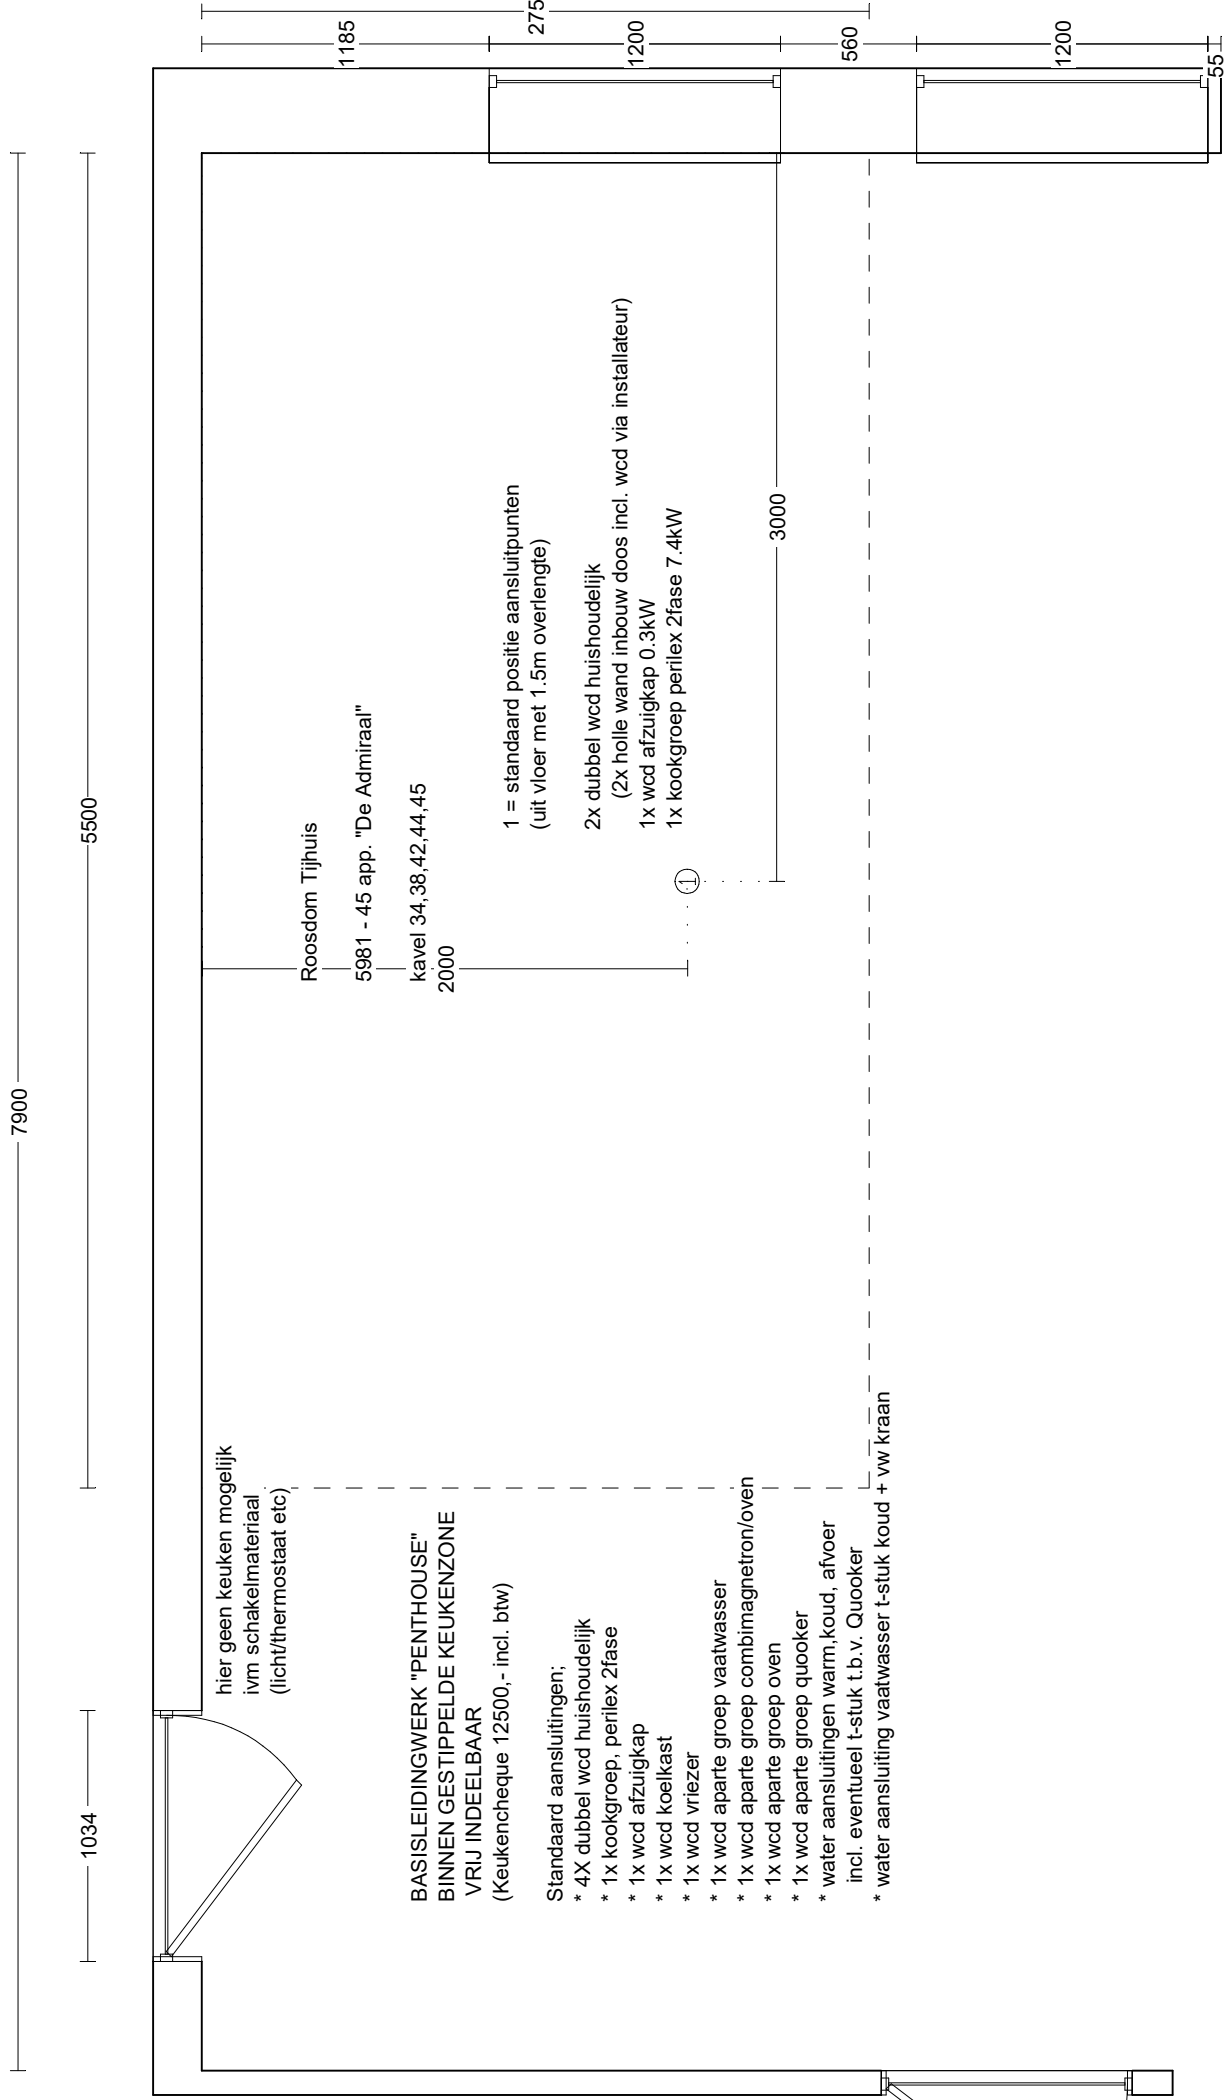 7900
5500
1034
hier geen keuken mogelijk
ivm schakelmateriaal
(licht/thermostaat etc)
BASISLEIDINGWERK "PENTHOUSE"
BINNEN GESTIPPELDE KEUKENZONE
VRIJ INDEELBAAR
(Keukencheque 12500,- incl. btw)
Standaard aansluitingen;
* 4X dubbel wcd huishoudelijk
* 1x kookgroep, perilex 2fase
* 1x wcd afzuigkap
* 1x wcd koelkast
* 1x wcd vriezer
* 1x wcd aparte groep vaatwasser
* 1x wcd aparte groep combimagnetron/oven
* 1x wcd aparte groep oven
* 1x wcd aparte groep quooker
* water aansluitingen warm,koud, afvoer
incl. eventueel t-stuk t.b.v. Quooker
* water aansluiting vaatwasser t-stuk koud + vw kraan
Roosdom Tijhuis
5981 - 45 app. "De Admiraal"
kavel 34,38,42,44,45
2000
1 = standaard positie aansluitpunten
(uit vloer met 1.5m overlengte)
2x dubbel wcd huishoudelijk
(2x holle wand inbouw doos incl. wcd via installateur)
1x wcd afzuigkap 0.3kW
1x kookgroep perilex 2fase 7.4kW
1
3000
1185
275
1200
560
1200
55